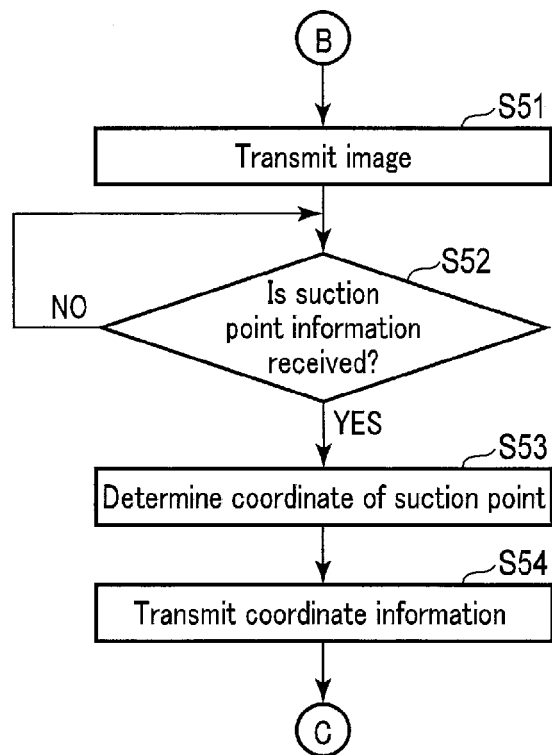 B
S51
Transmit image
S52
Is suction
point information
received?
NO
YES
S53
Determine coordinate of suction point
S54
Transmit coordinate information
C